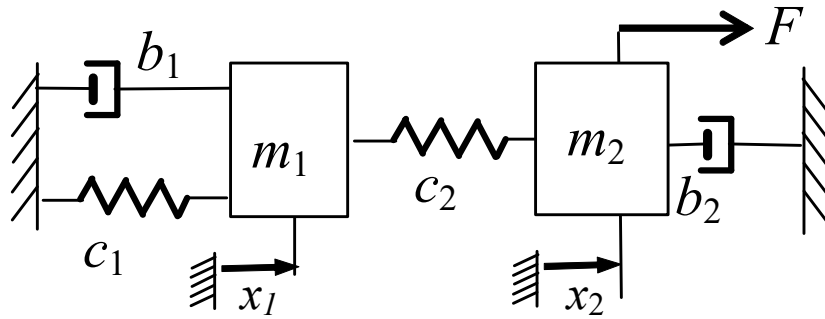 F
b₁
m₁
m₂
c₂
b₂
c₁
x₁
x₂